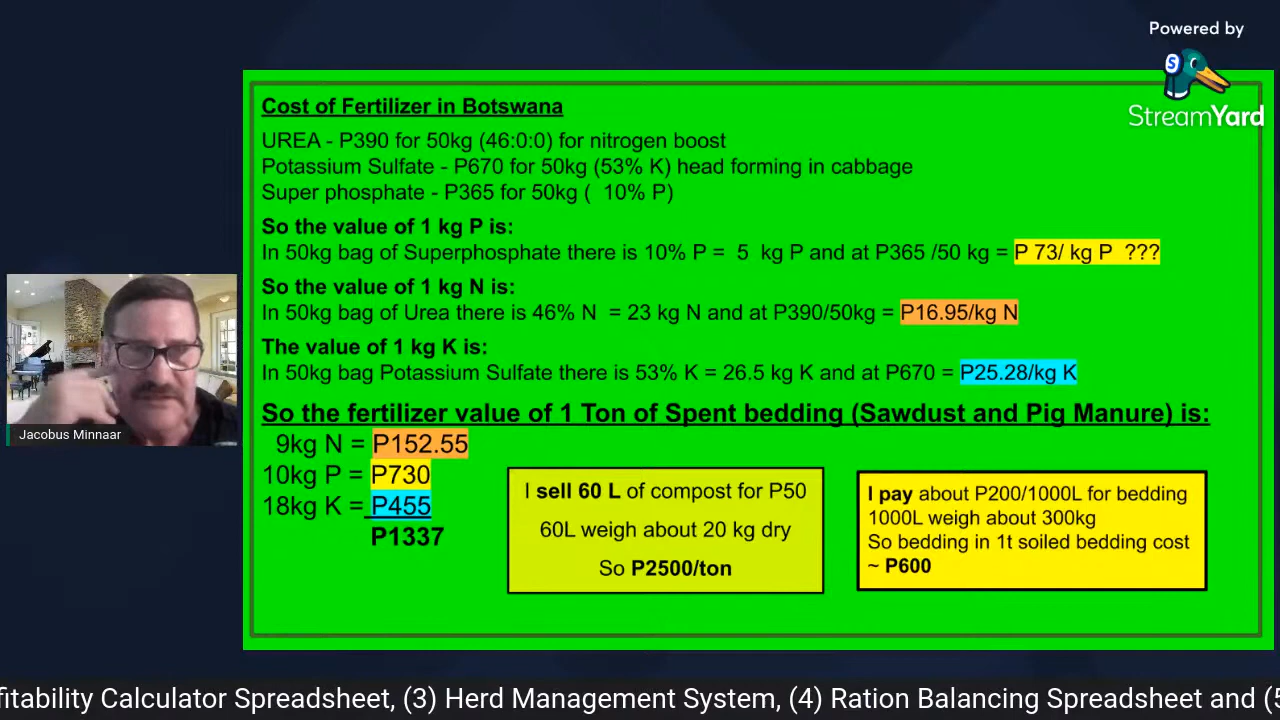 Powered by
StreamYard
Cost of Fertilizer in Botswana
UREA - P390 for 50kg (46:0:0) for nitrogen boost
Potassium Sulfate - P670 for 50kg (53% K) head forming in cabbage
Super phosphate - P365 for 50kg ( 10% P)
So the value of 1 kg P is:
In 50kg bag of Superphosphate there is 10% P = 5 kg P and at P365 /50 kg = P 73/ kg P ???
So the value of 1 kg N is:
In 50kg bag of Urea there is 46% N = 23 kg N and at P390/50kg = P16.95/kg N
The value of 1 kg K is:
In 50kg bag Potassium Sulfate there is 53% K = 26.5 kg K and at P670 = P25.28/kg K
So the fertilizer value of 1 Ton of Spent bedding (Sawdust and Pig Manure) is:
9kg N = P152.55
10kg P = P730
18kg K = P455
P1337
I sell 60 L of compost for P50
60L weigh about 20 kg dry
So P2500/ton
I pay about P200/1000L for bedding
1000L weigh about 300kg
So bedding in 1t soiled bedding cost
~ P600
Jacobus Minnaar
fitability Calculator Spreadsheet, (3) Herd Management System, (4) Ration Balancing Spreadsheet and (5